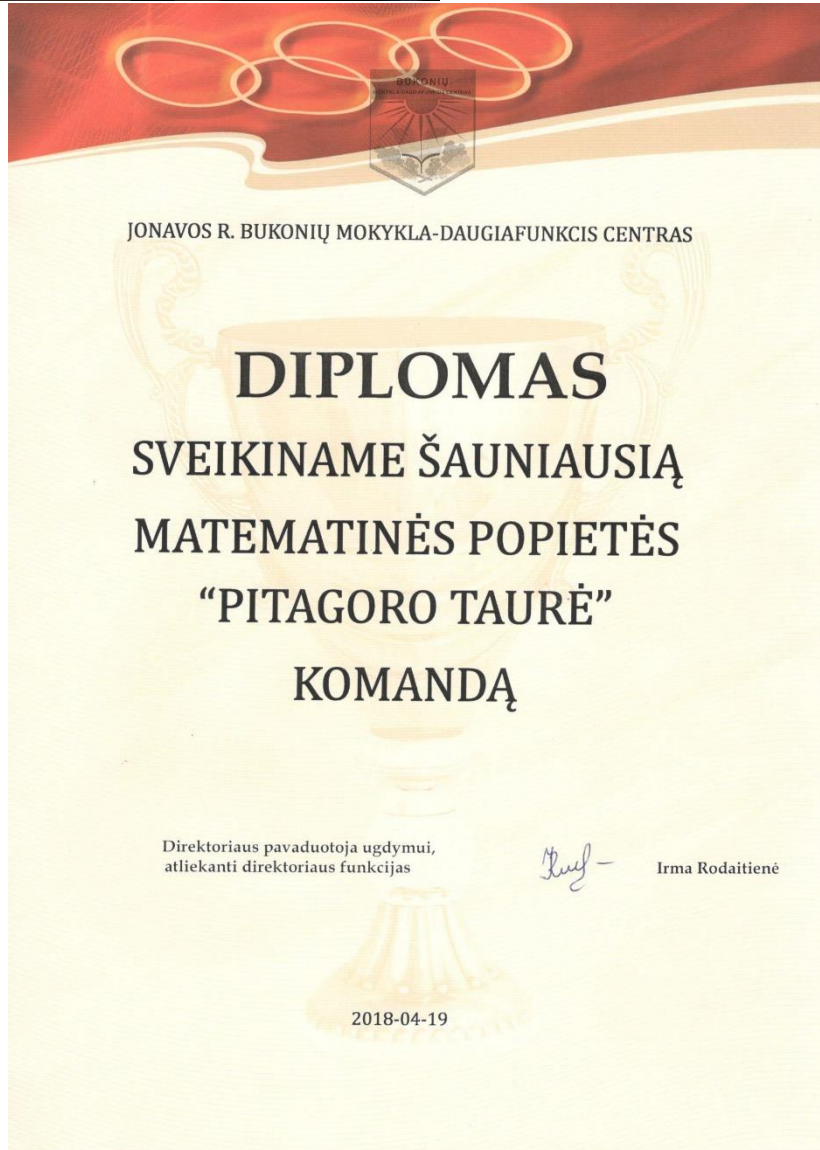 BUKONIŲ
JONAVOS R. BUKONIŲ MOKYKLA-DAUGIAFUNKCIS CENTRAS
DIPLOMAS
SVEIKINAME ŠAUNIAUSIĄ
MATEMATINĖS POPIETĖS
“PITAGORO TAURĖ”
KOMANDĄ
Direktoriaus pavaduotoja ugdymui,
atliekanti direktoriaus funkcijas
Irma Rodaitienė
2018-04-19